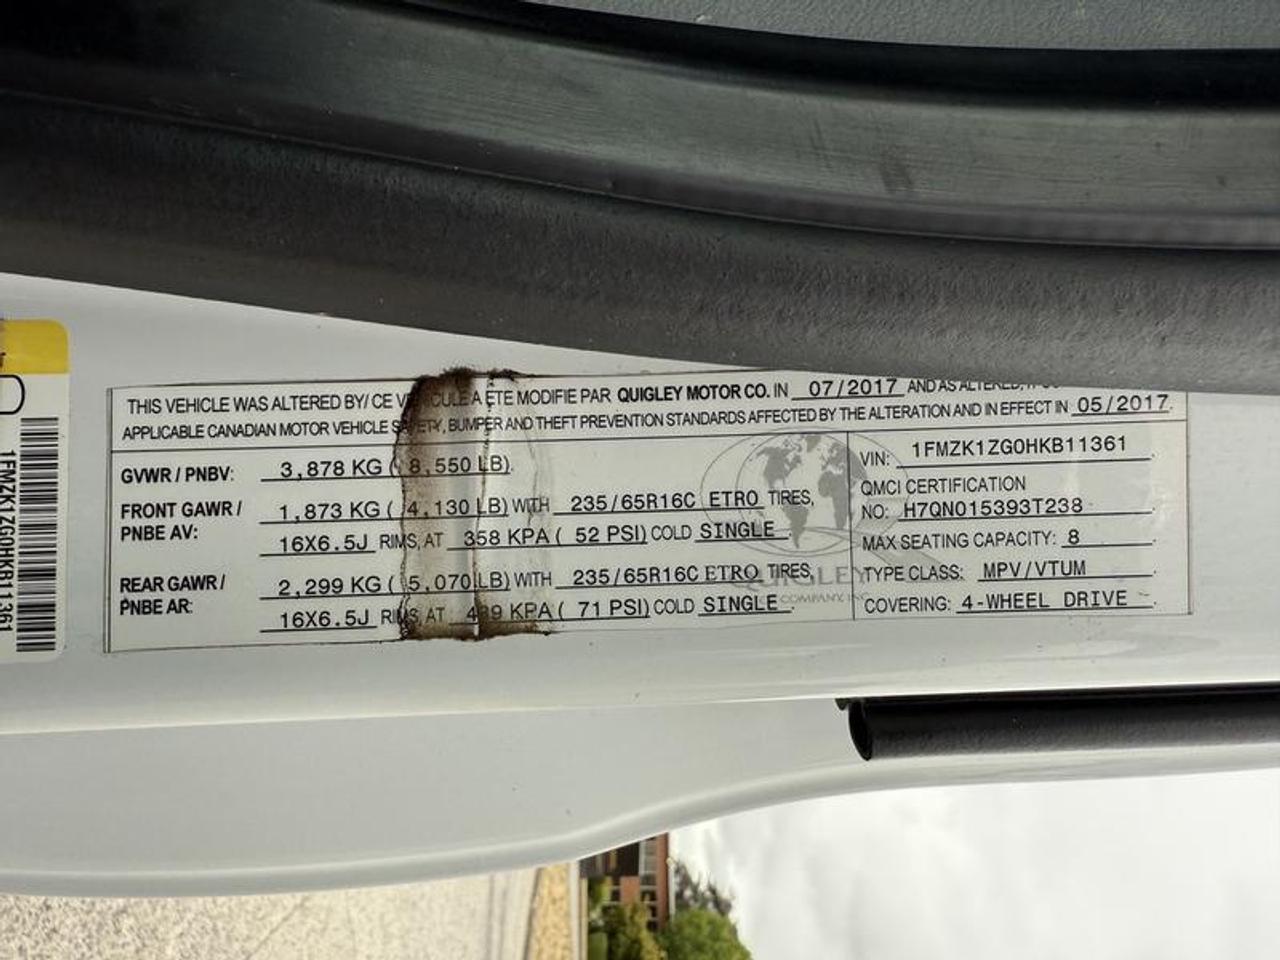 THIS VEHICLE WAS ALTERED BY/ CE VEHICULE A ETE MODIFIE PAR QUIGLEY MOTOR CO. IN 07/2017 AND AS ALTERED,
APPLICABLE CANADIAN MOTOR VEHICLE SAFETY, BUMPER AND THEFT PREVENTION STANDARDS AFFECTED BY THE ALTERATION AND IN EFFECT IN 05/2017.
GVWR / PNBV: 3,878 KG ( 8,550 LB).
FRONT GAWR / PNBE AV: 1,873 KG ( 4,130 LB) WITH 235/65R16C ETRO TIRES,
16X6.5J RIMS, AT 358 KPA ( 52 PSI) COLD SINGLE .
REAR GAWR / PNBE AR: 2,299 KG ( 5,070 LB) WITH 235/65R16C ETRO TIRES,
16X6.5J RIMS, AT 489 KPA ( 71 PSI) COLD SINGLE .
VIN: 1FMZK1ZG0HKB11361 .
QMCI CERTIFICATION
NO: H7QN015393T238 .
MAX SEATING CAPACITY: 8 .
TYPE CLASS: MPV/VTUM .
COVERING: 4-WHEEL DRIVE .
QUIGLEY
COMPANY, INC
1FMZK1ZG0HKB11361